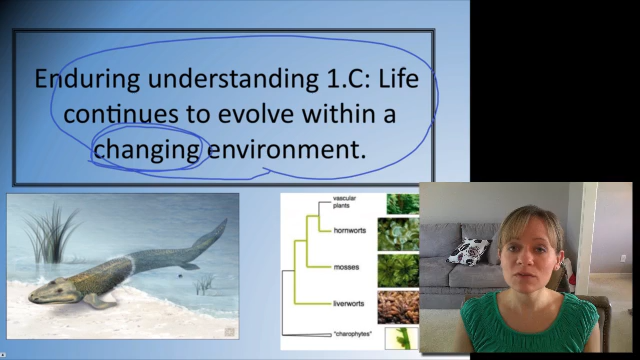 Enduring understanding 1.C: Life
continues to evolve within a
changing environment.
vascular
plants
hornworts
mosses
liverworts
"charophytes"